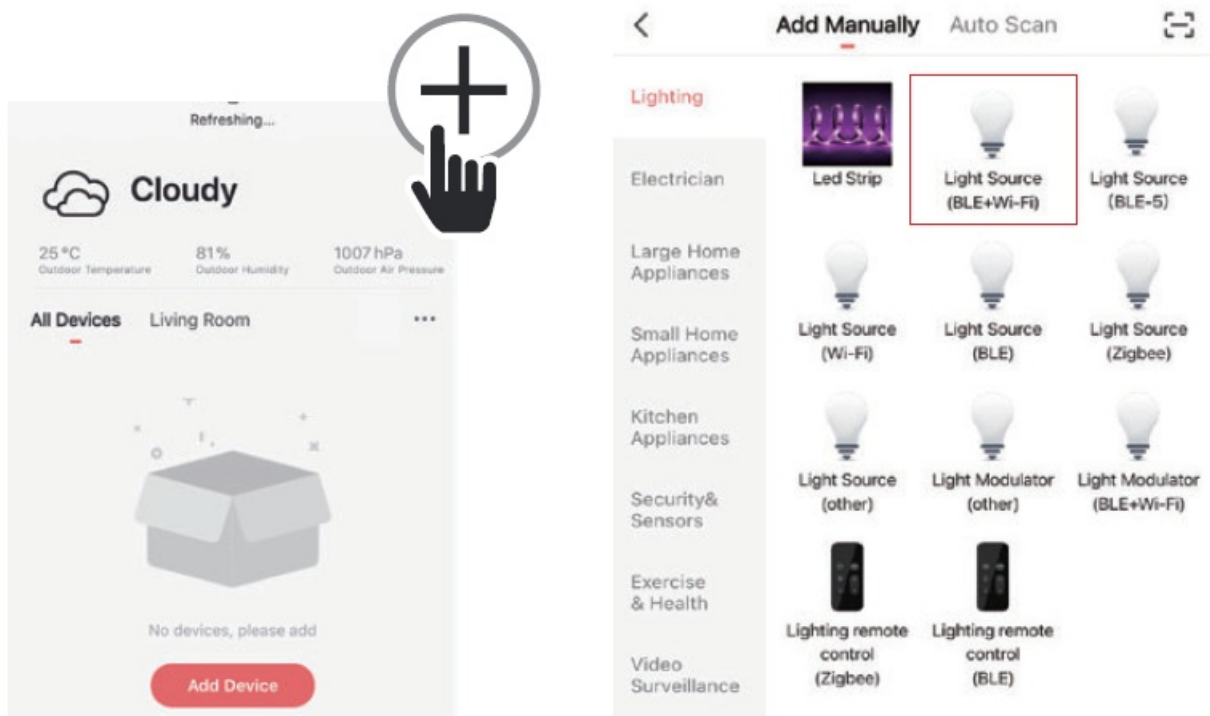 Refreshing...
Cloudy
25 °C
81%
1007 hPa
Outdoor Temperature
Outdoor Humidity
Outdoor Air Pressure
All Devices Living Room
No devices, please add
Add Device
Add Manually Auto Scan
Lighting
Electrician
Large Home
Appliances
Small Home
Appliances
Kitchen
Appliances
Security&
Sensors
Exercise
& Health
Video
Surveillance
Led Strip
Light Source
(BLE+Wi-Fi)
Light Source
(BLE-5)
Light Source
(Wi-Fi)
Light Source
(BLE)
Light Source
(Zigbee)
Light Source
(other)
Light Modulator
(other)
Light Modulator
(BLE+Wi-Fi)
Lighting remote
control
(Zigbee)
Lighting remote
control
(BLE)